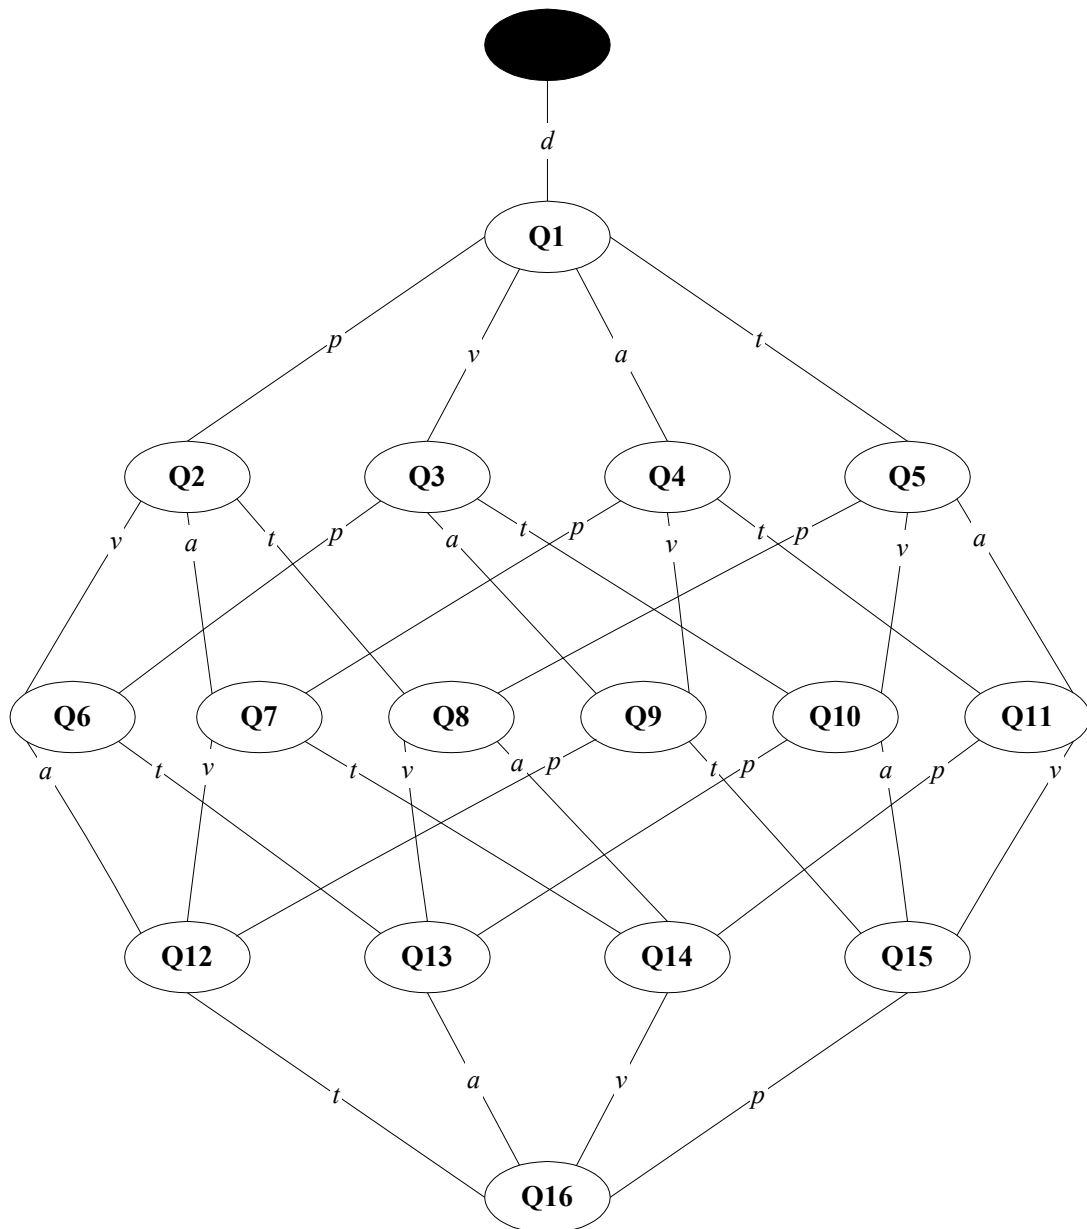 d
Q1
p
v
a
t
Q2 Q3 Q4 Q5
v a t p a t p v t p v a
Q6 Q7 Q8 Q9 Q10 Q11
a t v t v a p t p a p v
Q12 Q13 Q14 Q15
t a v p
Q16